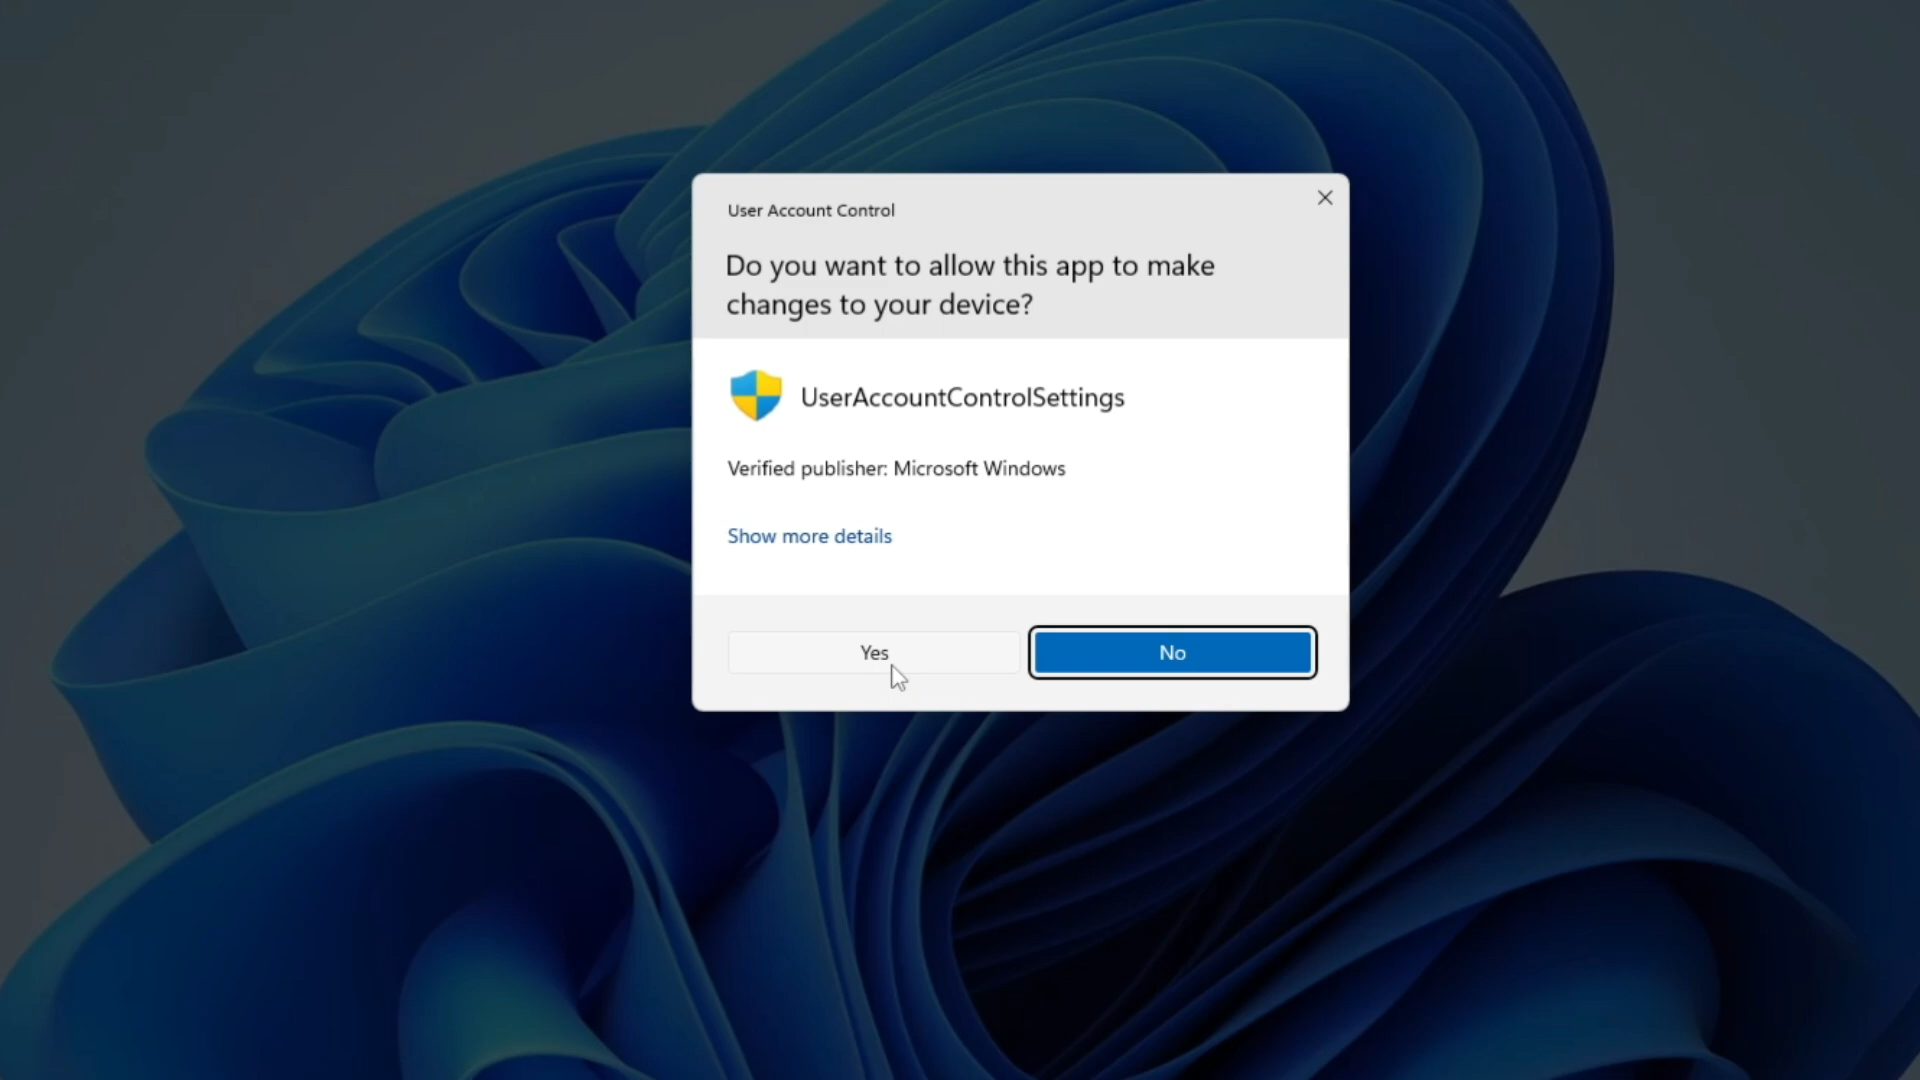 User Account Control
Do you want to allow this app to make
changes to your device?
UserAccountControlSettings
Verified publisher: Microsoft Windows
Show more details
Yes
No